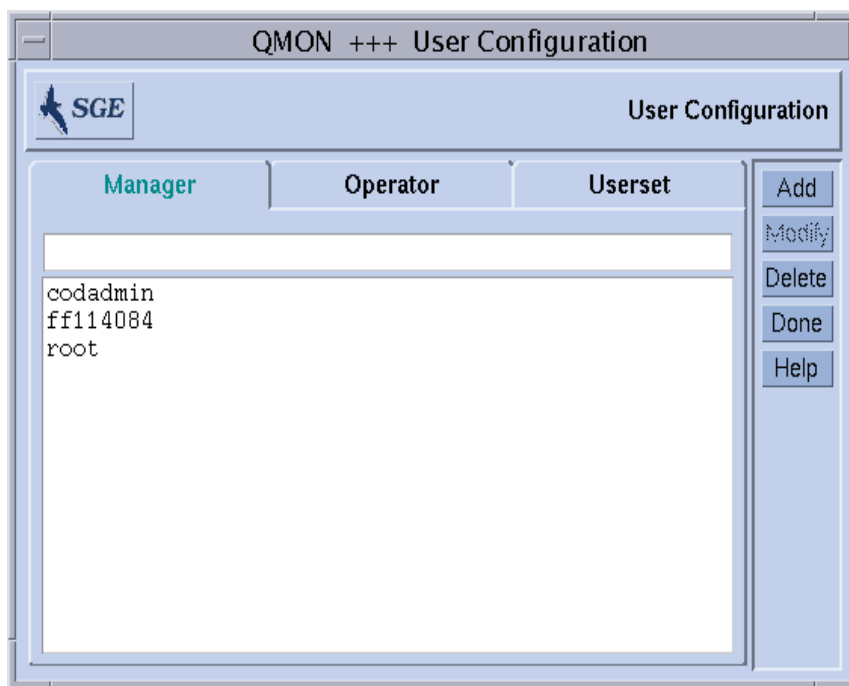 QMON +++ User Configuration
SGE
User Configuration
Manager Operator Userset
Add
Modify
Delete
Done
Help
codadmin
ff114084
root